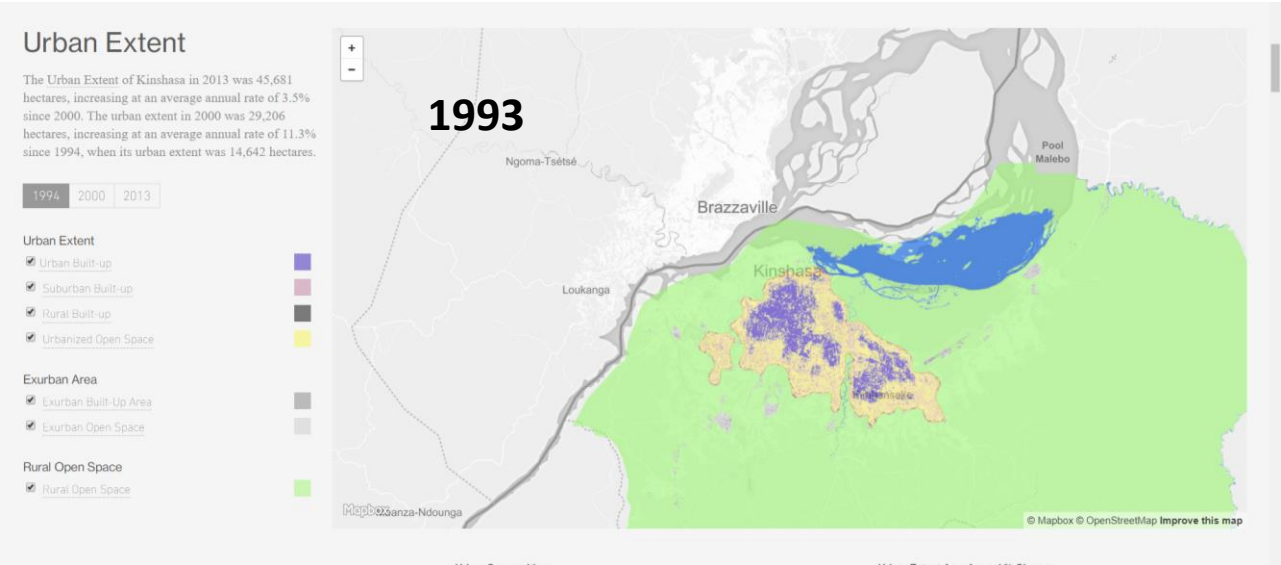 Urban Extent
The Urban Extent of Kinshasa in 2013 was 45,681
hectares, increasing at an average annual rate of 3.5%
since 2000. The urban extent in 2000 was 29,206
hectares, increasing at an average annual rate of 11.3%
since 1994, when its urban extent was 14,642 hectares.
1994 2000 2013
Urban Extent
Urban Built-up
Suburban Built-up
Rural Built-up
Urbanized Open Space
Exurban Area
Exurban Built-Up Area
Exurban Open Space
Rural Open Space
Rural Open Space
+
-
1993
Ngoma-Tsétsé
Pool
Malebo
Brazzaville
Kinshasa
Loukanga
Mapbox
anza-Ndounga
© Mapbox © OpenStreetMap Improve this map